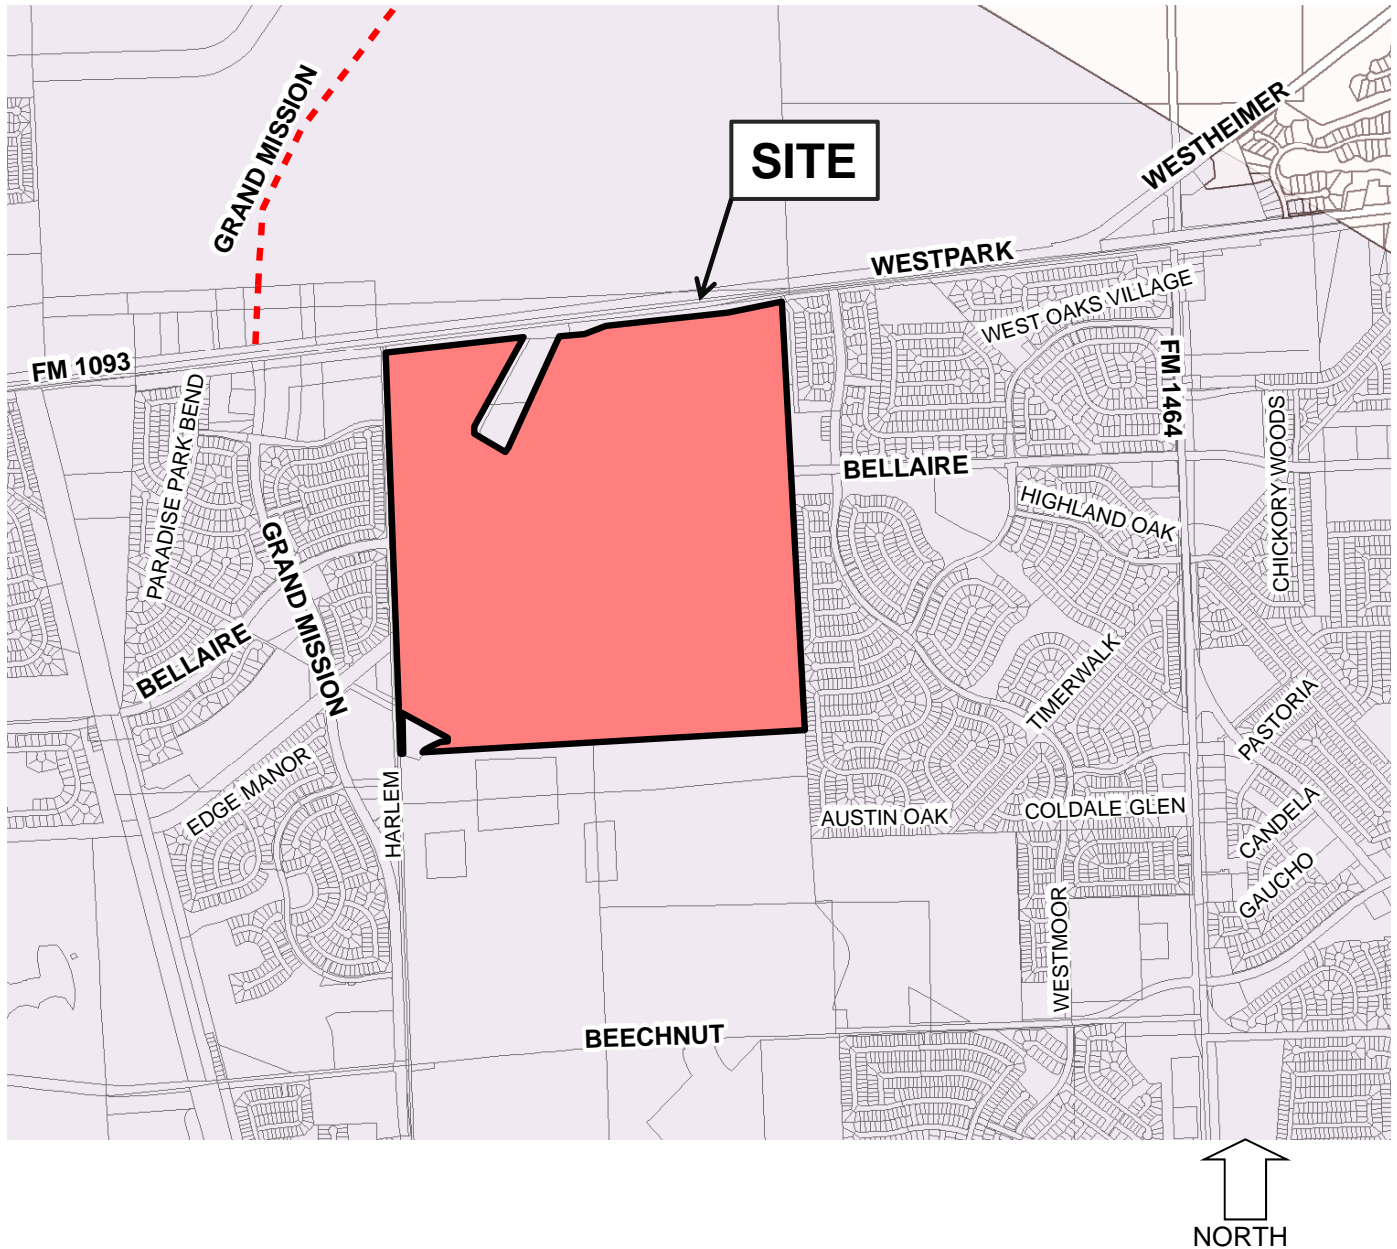 GRAND MISSION
SITE
WESTHEIMER
WESTPARK
WEST OAKS VILLAGE
FM 1093
FM 1464
PARADISE PARK BEND
CHICKORY WOODS
BELLAIRE
HIGHLAND OAK
GRAND MISSION
BELLAIRE
TIMERWALK
PASTORIA
EDGE MANOR
HARLEM
AUSTIN OAK
COLDALE GLEN
CANDELA
GAUCHO
WESTMOOR
BEECHNUT
NORTH